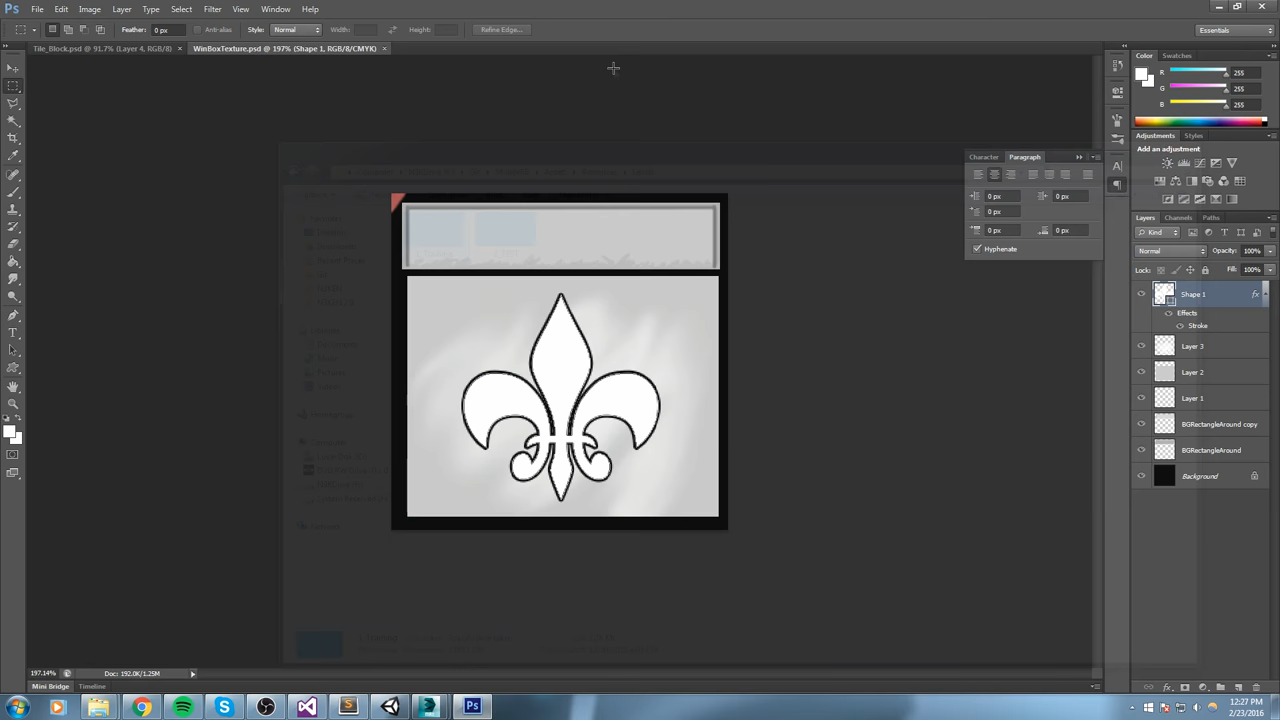 Ps File Edit Image Layer Type Select Filter 3D View Window Help
Feather: 0 px Anti-alias Style: Normal Width: Height: Refine Edge... Essentials
Tile_Block.psd @ 91.7% (Layer 4, RGB/8) × WinBoxTexture.psd @ 197% (Shape 1, RGB/8/CMYK) ×
Color Swatches
R 255
G 255
B 255
Adjustments Styles
Add an adjustment
Character Paragraph
0 px 0 px
0 px
0 px 0 px
Hyphenate
Layers Channels Paths
Kind
Normal Opacity: 100%
Lock: Fill: 100%
Shape 1 fx
Effects
Stroke
Layer 3
Layer 2
Layer 1
BGRectangleAround copy
BGRectangleAround
Background
197.14% Doc: 192.0K/1.25M
Mini Bridge Timeline
12:27 PM
2/23/2016